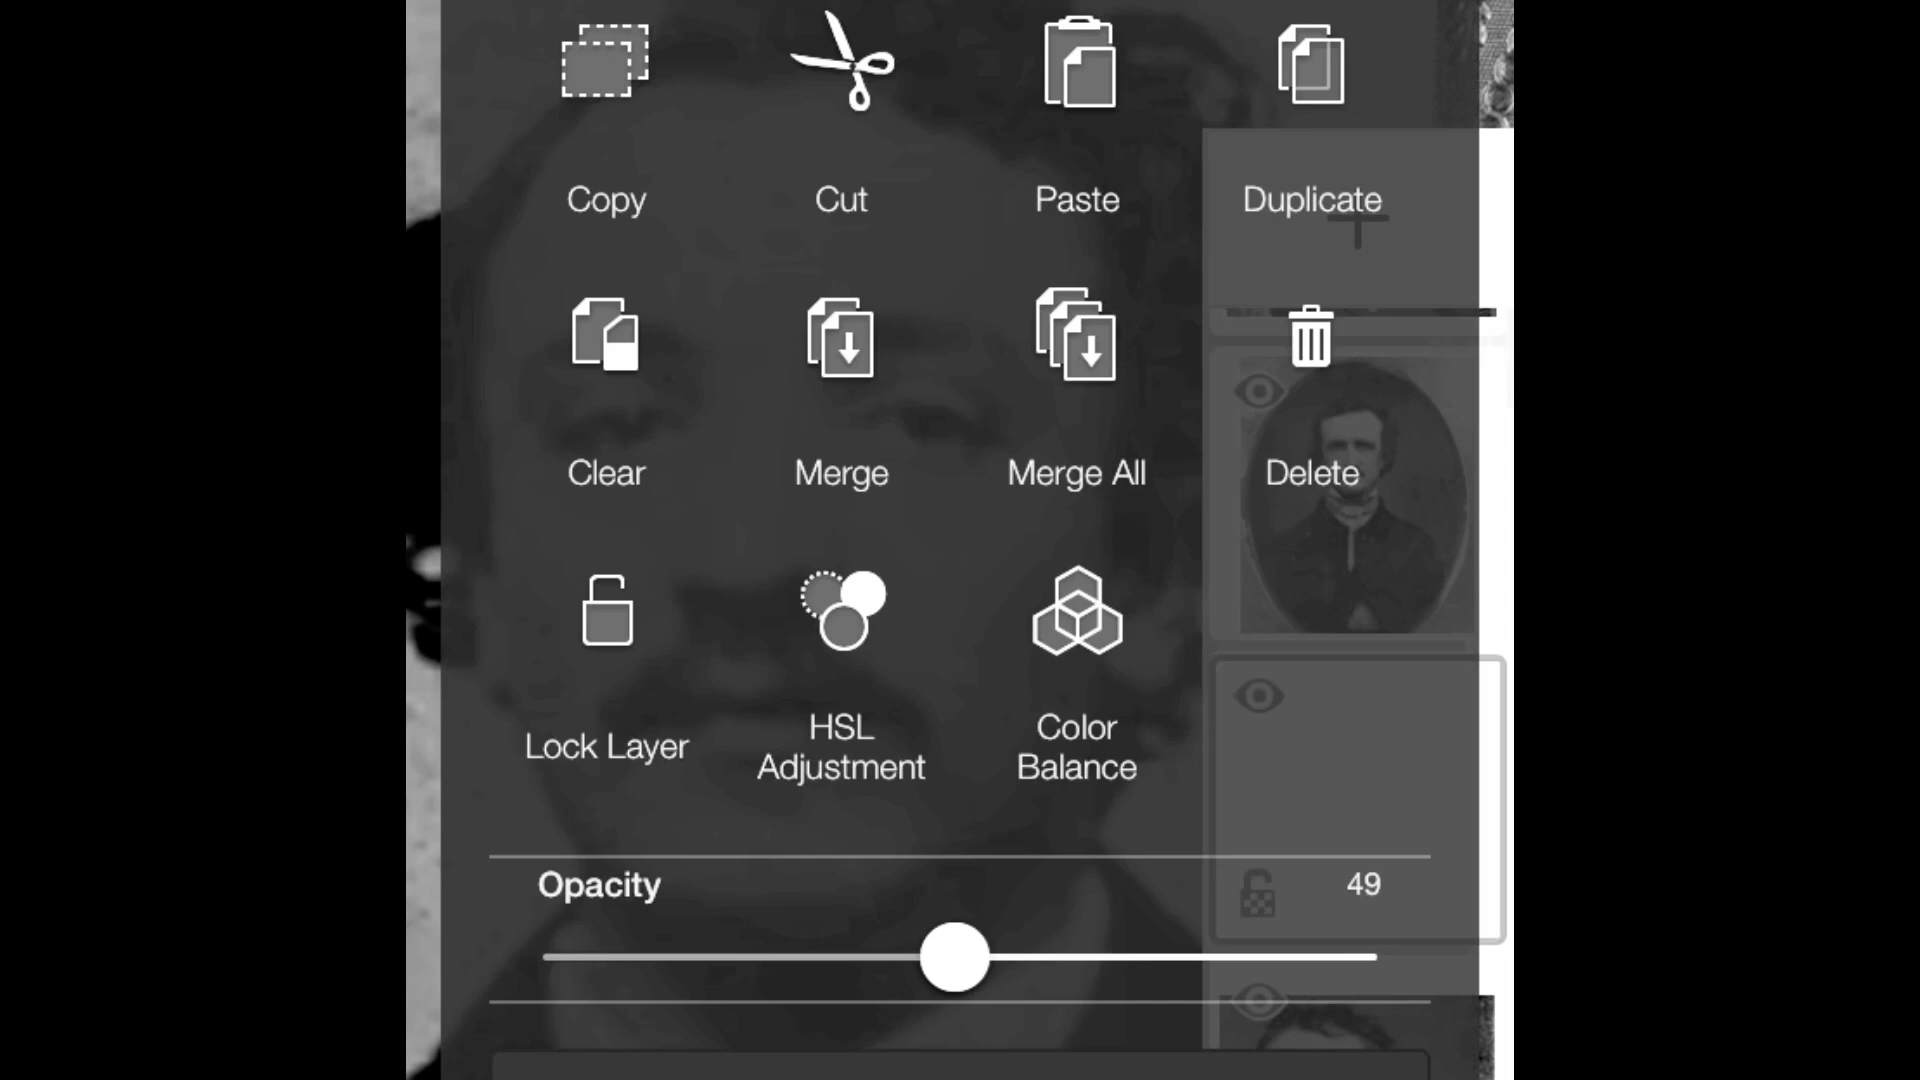 Copy
Cut
Paste
Duplicate
Clear
Merge
Merge All
Delete
Lock Layer
HSL
Adjustment
Color
Balance
Opacity
49